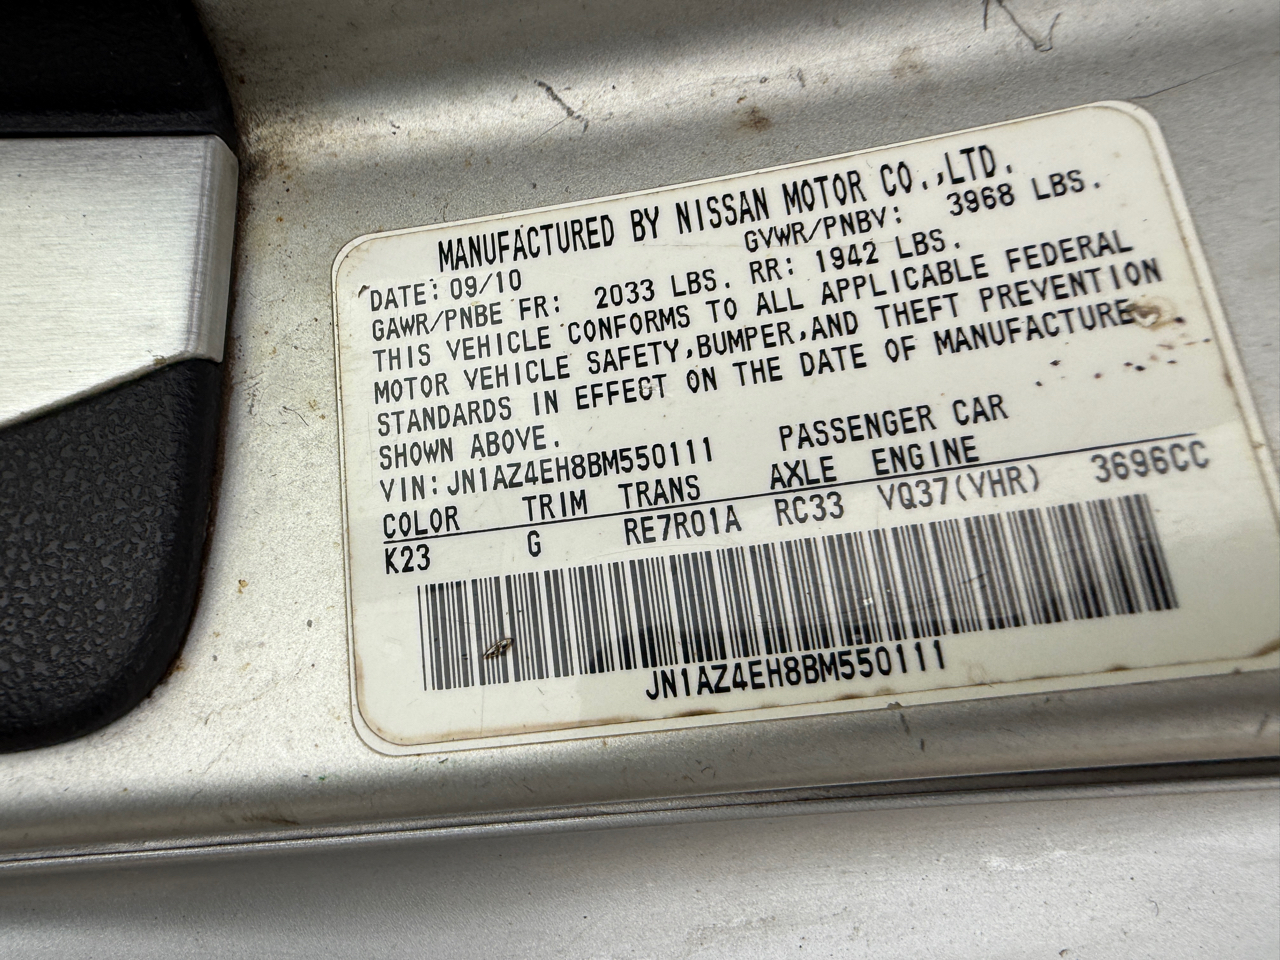 MANUFACTURED BY NISSAN MOTOR CO.,LTD.
DATE: 09/10 GVWR/PNBV: 3968 LBS.
GAWR/PNBE FR: 2033 LBS. RR: 1942 LBS.
THIS VEHICLE CONFORMS TO ALL APPLICABLE FEDERAL
MOTOR VEHICLE SAFETY,BUMPER,AND THEFT PREVENTION
STANDARDS IN EFFECT ON THE DATE OF MANUFACTURE
SHOWN ABOVE.
VIN: JN1AZ4EH8BM550111 PASSENGER CAR
COLOR TRIM TRANS AXLE ENGINE
K23 G RE7R01A RC33 VQ37(VHR) 3696CC
JN1AZ4EH8BM550111